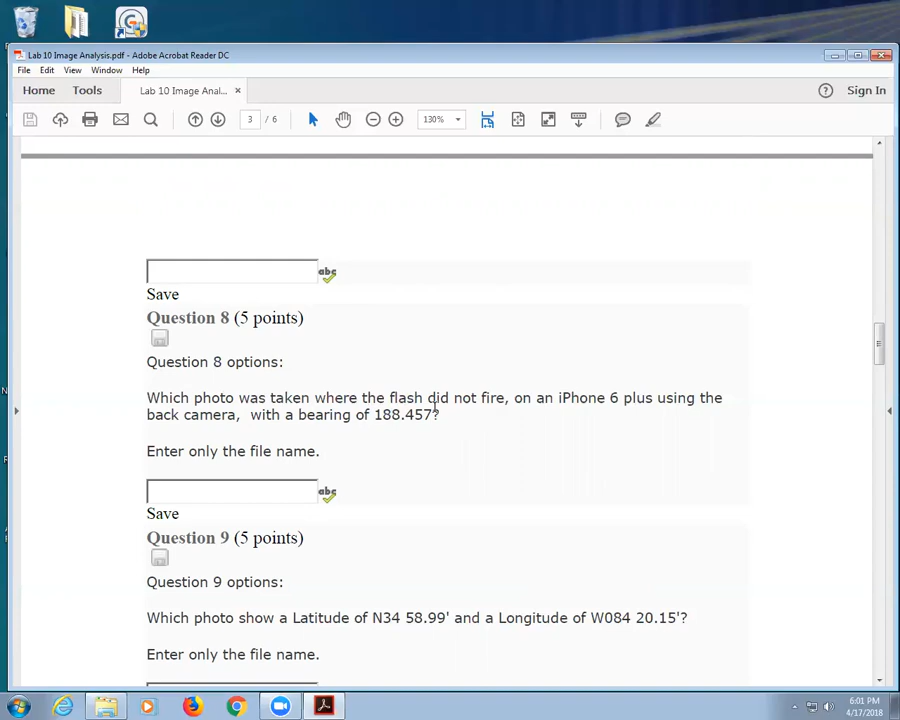 Lab 10 Image Analysis.pdf - Adobe Acrobat Reader DC
File Edit View Window Help
Home Tools Lab 10 Image Anal... × Sign In
3 / 6 130%
abc
Save
Question 8 (5 points)
Question 8 options:
Which photo was taken where the flash did not fire, on an iPhone 6 plus using the
back camera, with a bearing of 188.457?
Enter only the file name.
abc
Save
Question 9 (5 points)
Question 9 options:
Which photo show a Latitude of N34 58.99' and a Longitude of W084 20.15'?
Enter only the file name.
6:01 PM
4/17/2018